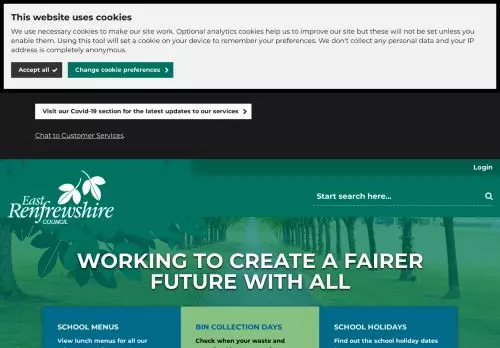 This website uses cookies
We use necessary cookies to make our site work. Optional analytics cookies help us to improve our site but these will not be set unless you
enable them. Using this tool will set a cookie on your device to remember your preferences. We don't collect any personal data and your IP
address is completely anonymous.
Accept all
Change cookie preferences
Visit our Covid-19 section for the latest updates to our services
Chat to Customer Services.
Login
East
Renfrewshire
COUNCIL
Start search here...
WORKING TO CREATE A FAIRER
FUTURE WITH ALL
SCHOOL MENUS
View lunch menus for all our
BIN COLLECTION DAYS
Check when your waste and
SCHOOL HOLIDAYS
Find out the school holiday dates